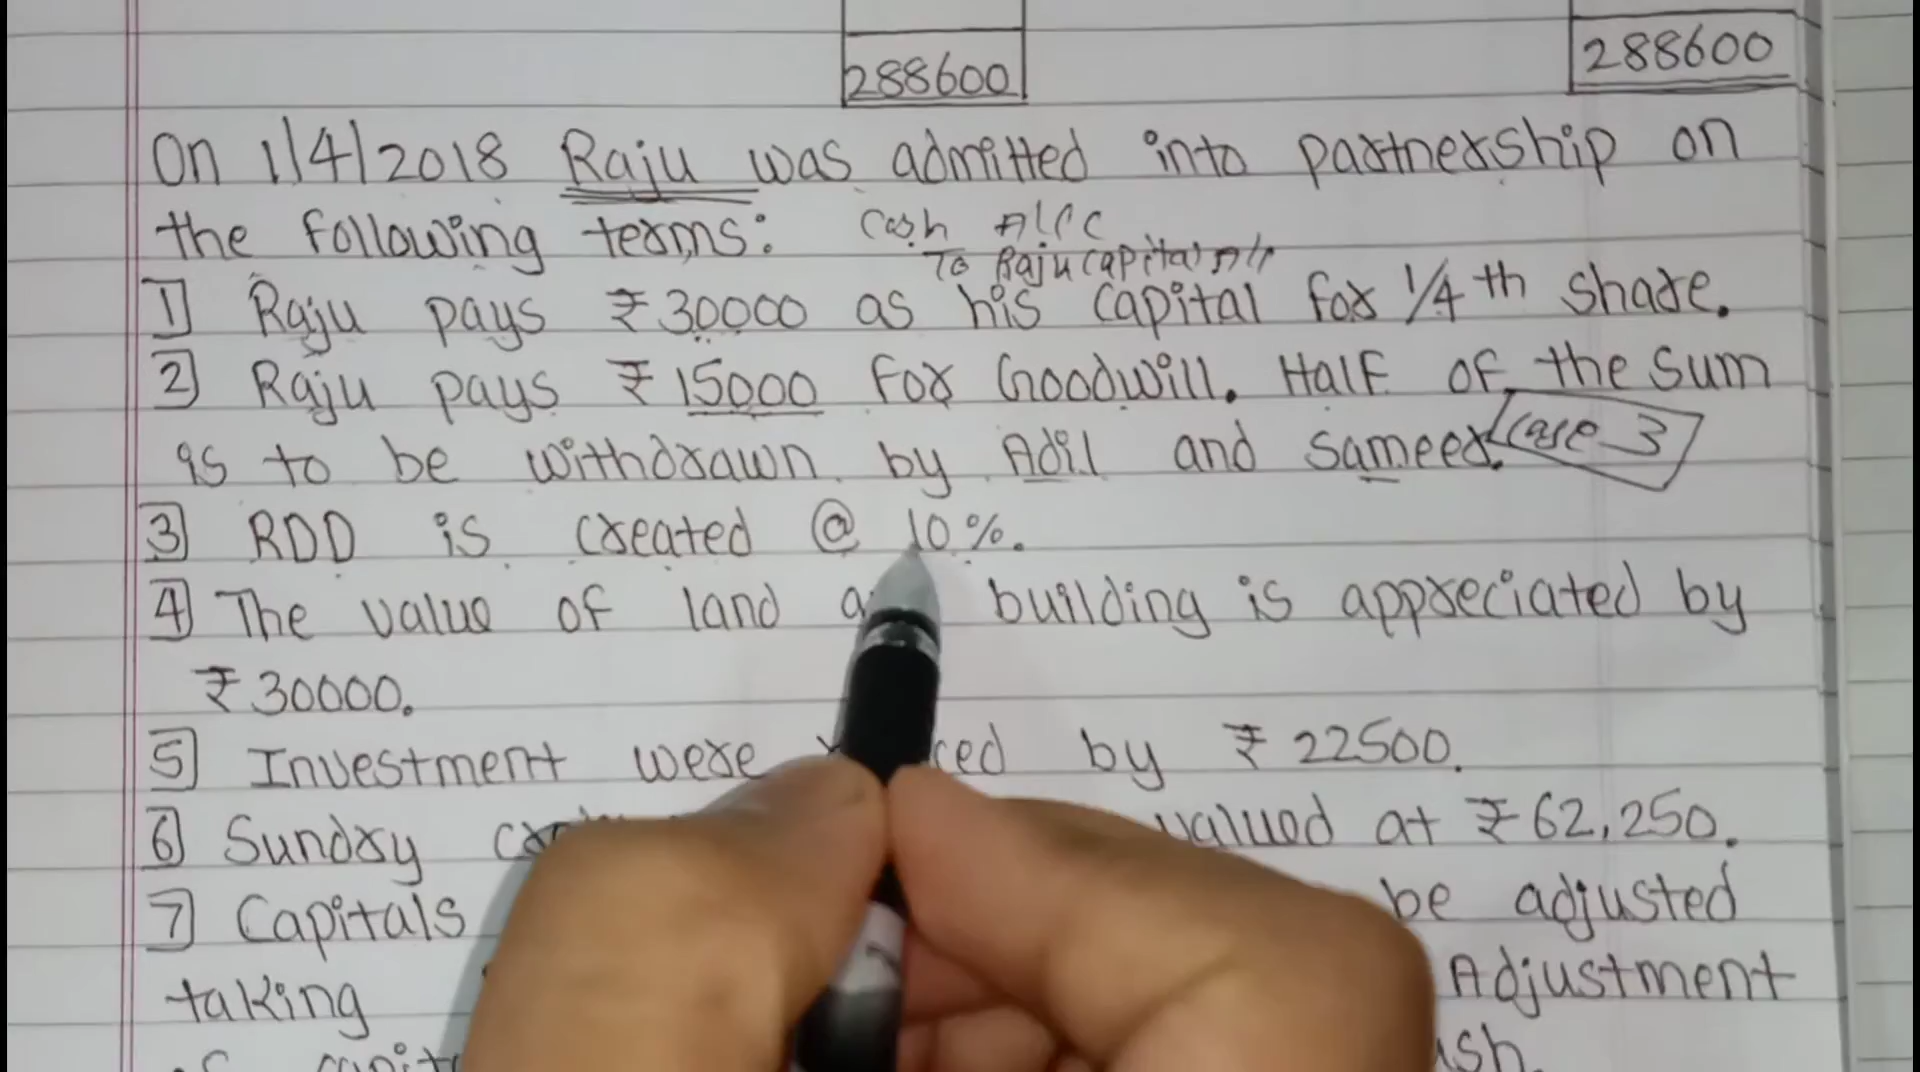 288600
288600
On 1/4/2018 Raju was admitted into partnership on
the following terms:
Cash A/c
To Raju Capital A/c
1 Raju pays ₹ 30000 as his capital for 1/4 th share.
2 Raju pays ₹ 15000 for Goodwill. Half of the sum
is to be withdrawn by Adil and Sameer.
Case 3
3 RDD is created @ 10%.
4 The value of land building is appreciated by
₹ 30000.
5 Investment were by ₹ 22500.
6 Sundry valued at ₹ 62,250.
7 Capitals be adjusted
taking Adjustment